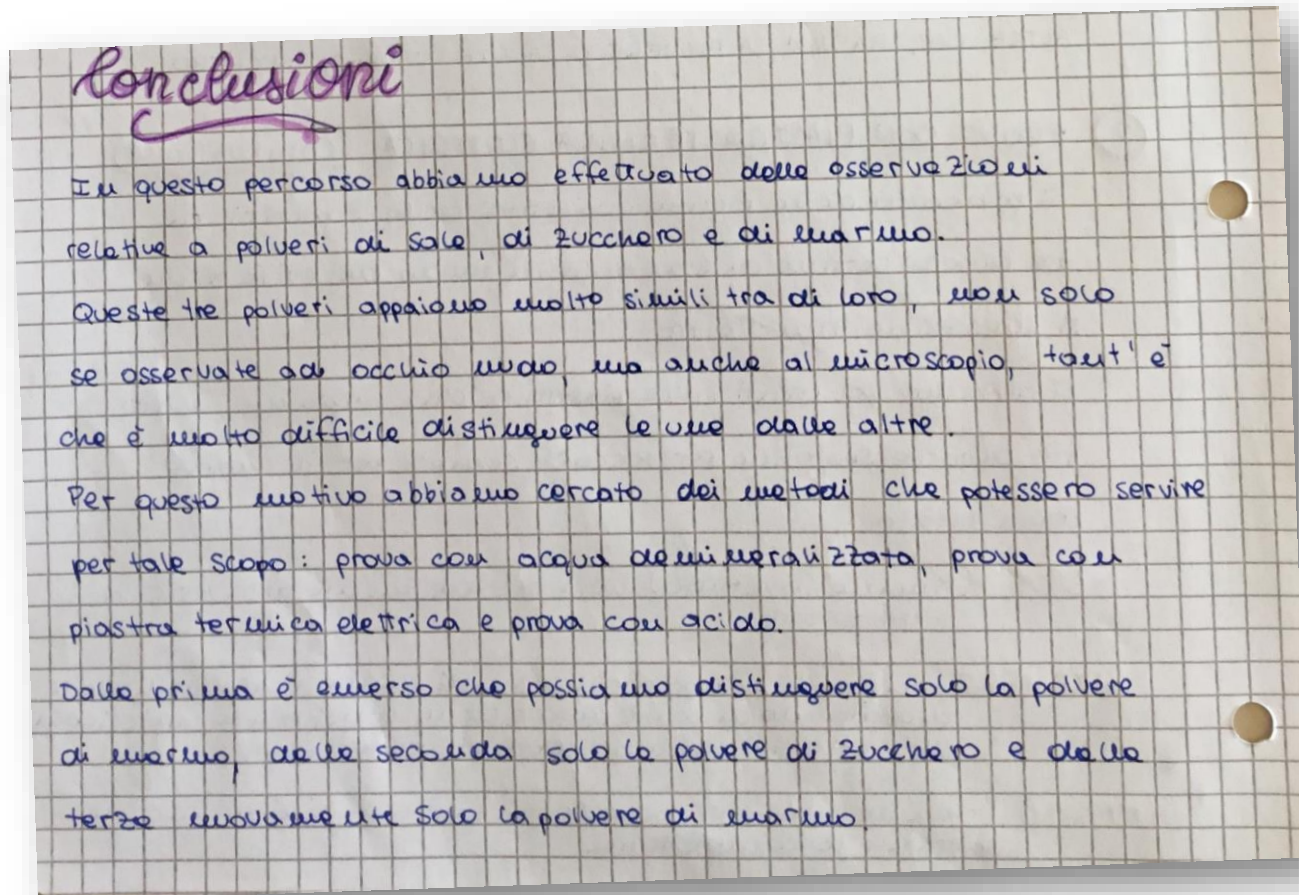 Conclusioni
In questo percorso abbiamo effettuato delle osservazioni
relative a polveri di sale, di zucchero e di marmo.
Queste tre polveri appaiono molto simili tra di loro, non solo
se osservate ad occhio nudo, ma anche al microscopio, tant'è
che è molto difficile distinguere le une dalle altre.
Per questo motivo abbiamo cercato dei metodi che potessero servire
per tale scopo: prova con acqua demineralizzata, prova con
piastra termica elettrica e prova con acido.
Dalla prima è emerso che possiamo distinguere solo la polvere
di marmo, dalla seconda solo la polvere di zucchero e dalla
terza nuovamente solo la polvere di marmo.